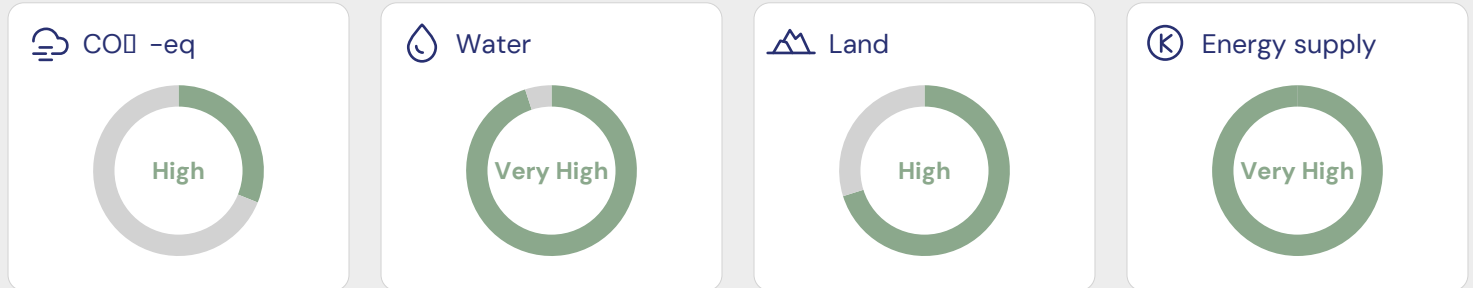 CO▯ -eq
High
Water
Very High
Land
High
Energy supply
Very High